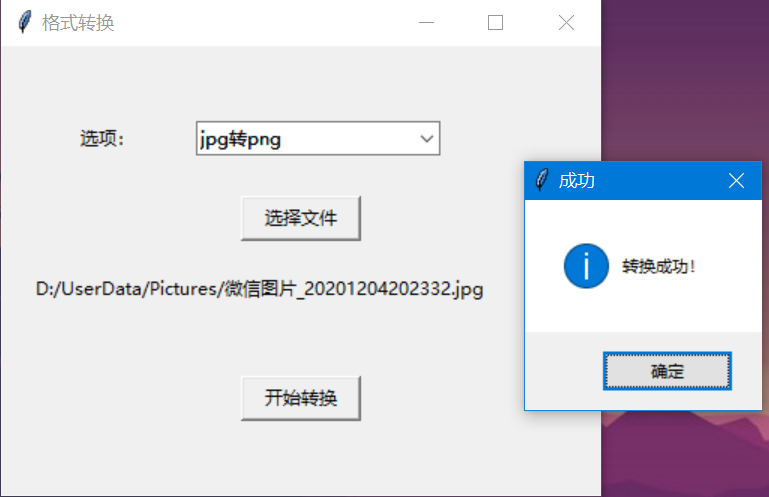 格式转换
选项：
jpg转png
选择文件
D:/UserData/Pictures/微信图片_20201204202332.jpg
开始转换
成功
转换成功！
确定